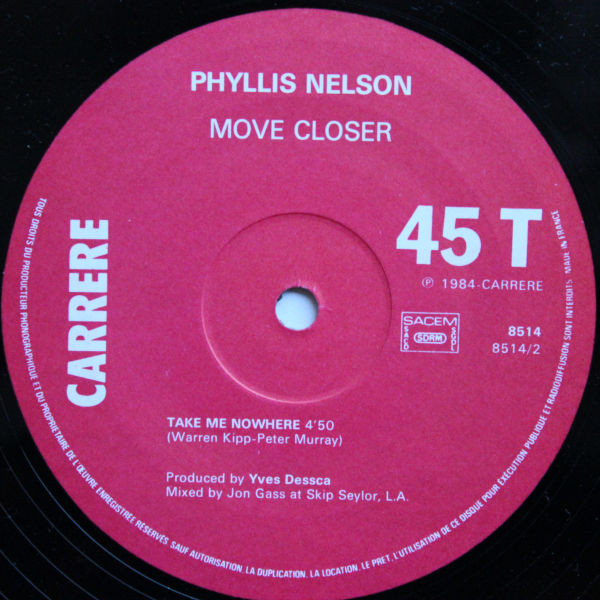 PHYLLIS NELSON
MOVE CLOSER
CARRERE
45 T
℗ 1984-CARRERE
SACEM
SACD
SDRM
SGDL
8514
8514/2
TAKE ME NOWHERE 4'50
(Warren Kipp-Peter Murray)
Produced by Yves Dessca
Mixed by Jon Gass at Skip Seylor, L.A.
TOUS DROITS DU PRODUCTEUR PHONOGRAPHIQUE ET DU PROPRIETAIRE DE L'ŒUVRE ENREGISTREE RESERVES. SAUF AUTORISATION, LA DUPLICATION, LA LOCATION, LE PRET, L'UTILISATION DE CE DISQUE POUR EXÉCUTION PUBLIQUE ET RADIODIFFUSION SONT INTERDITS. MADE IN FRANCE